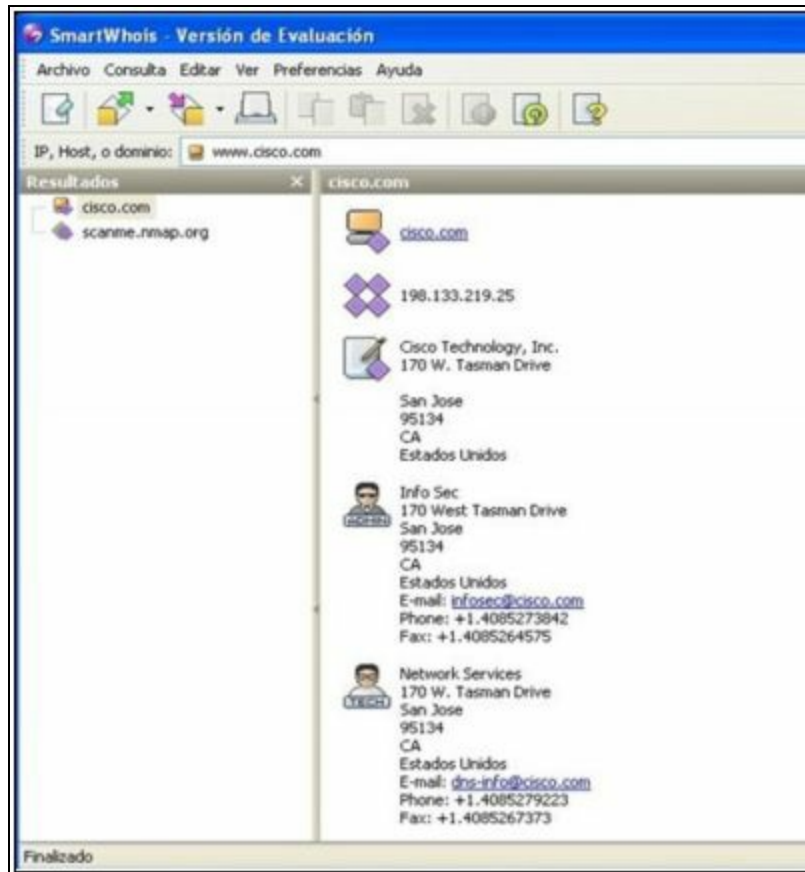 SmartWhois - Versión de Evaluación
Archivo Consulta Editar Ver Preferencias Ayuda
IP, Host, o dominio: www.cisco.com
Resultados
cisco.com
scanme.nmap.org
cisco.com
cisco.com
198.133.219.25
Cisco Technology, Inc.
170 W. Tasman Drive
San Jose
95134
CA
Estados Unidos
ADMIN
Info Sec
170 West Tasman Drive
San Jose
95134
CA
Estados Unidos
E-mail: infosec@cisco.com
Phone: +1.4085273842
Fax: +1.4085264575
TECH
Network Services
170 W. Tasman Drive
San Jose
95134
CA
Estados Unidos
E-mail: dns-info@cisco.com
Phone: +1.4085279223
Fax: +1.4085267373
Finalizado